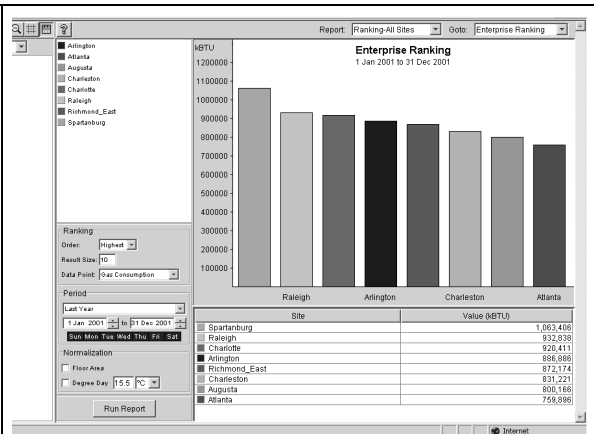 Report: Ranking-All Sites Goto: Enterprise Ranking
Arlington
Atlanta
Augusta
Charleston
Charlotte
Raleigh
Richmond_East
Spartanburg
Ranking
Order: Highest
Result Size: 10
Data Point: Gas Consumption
Period
Last Year
1 Jan 2001 to 31 Dec 2001
Sun Mon Tue Wed Thu Fri Sat
Normalization
Floor Area
Degree Day 15.5 °C
Run Report
kBTU
Enterprise Ranking
1 Jan 2001 to 31 Dec 2001
1200000
1100000
1000000
900000
800000
700000
600000
500000
400000
300000
200000
100000
Raleigh Arlington Charleston Atlanta
Site Value (kBTU)
Spartanburg 1,063,406
Raleigh 932,838
Charlotte 920,411
Arlington 886,886
Richmond_East 872,174
Charleston 831,221
Augusta 800,166
Atlanta 759,896
Internet